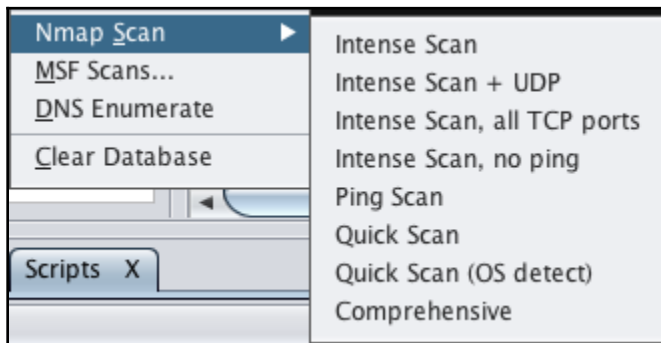 Nmap Scan
MSF Scans...
DNS Enumerate
Clear Database
Intense Scan
Intense Scan + UDP
Intense Scan, all TCP ports
Intense Scan, no ping
Ping Scan
Quick Scan
Quick Scan (OS detect)
Comprehensive
Scripts X